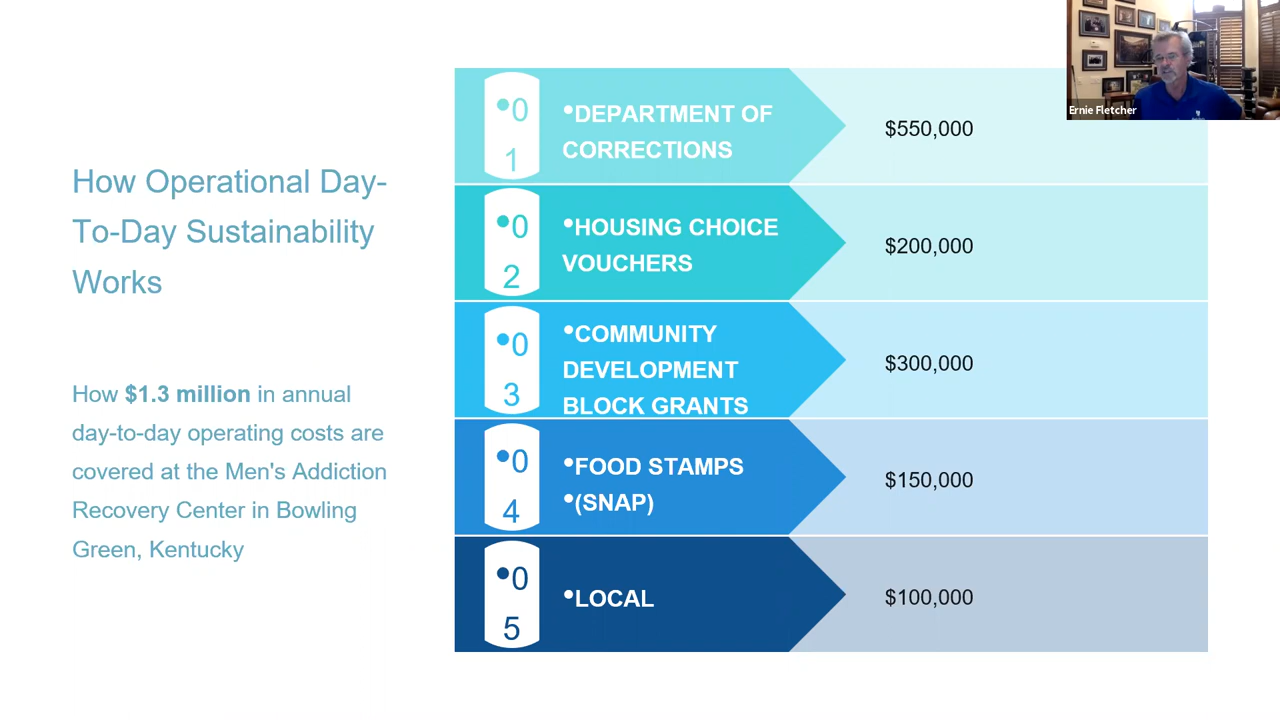 How Operational Day-
To-Day Sustainability
Works
How $1.3 million in annual
day-to-day operating costs are
covered at the Men's Addiction
Recovery Center in Bowling
Green, Kentucky
•0
1
•DEPARTMENT OF
CORRECTIONS
$550,000
•0
2
•HOUSING CHOICE
VOUCHERS
$200,000
•0
3
•COMMUNITY
DEVELOPMENT
BLOCK GRANTS
$300,000
•0
4
•FOOD STAMPS
•(SNAP)
$150,000
•0
5
•LOCAL
$100,000
Ernie Fletcher